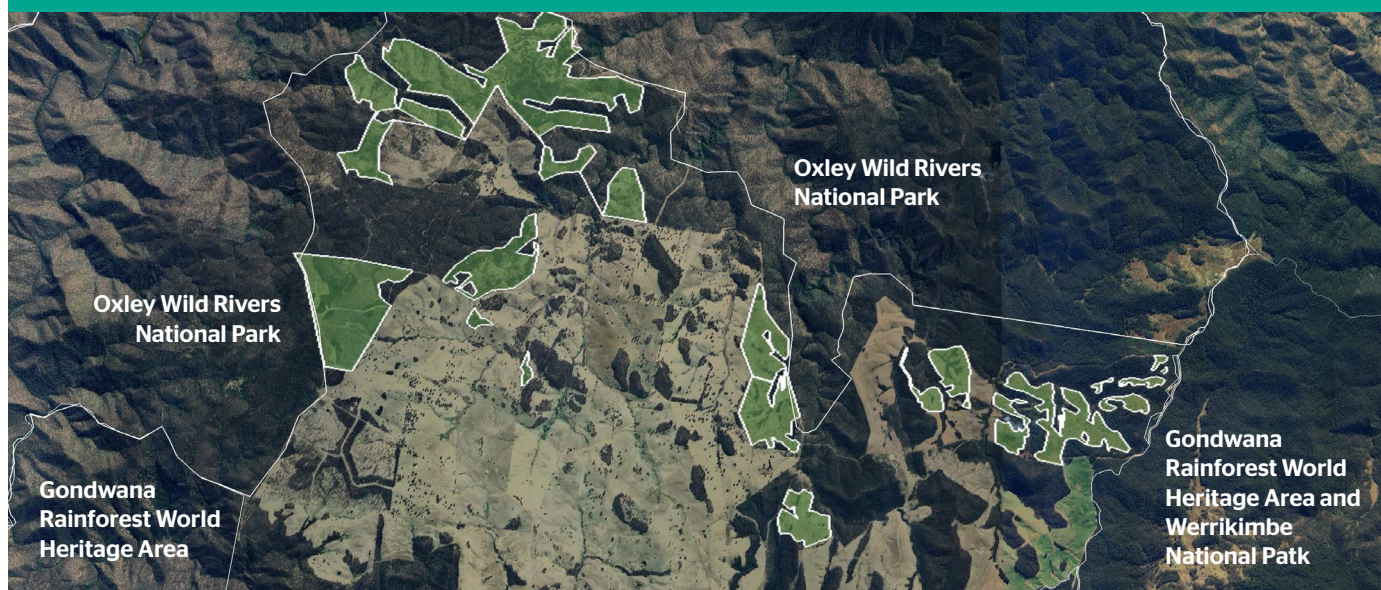 Oxley Wild Rivers
National Park
Oxley Wild Rivers
National Park
Gondwana
Rainforest World
Heritage Area
Gondwana
Rainforest World
Heritage Area and
Werrikimbe
National Patk